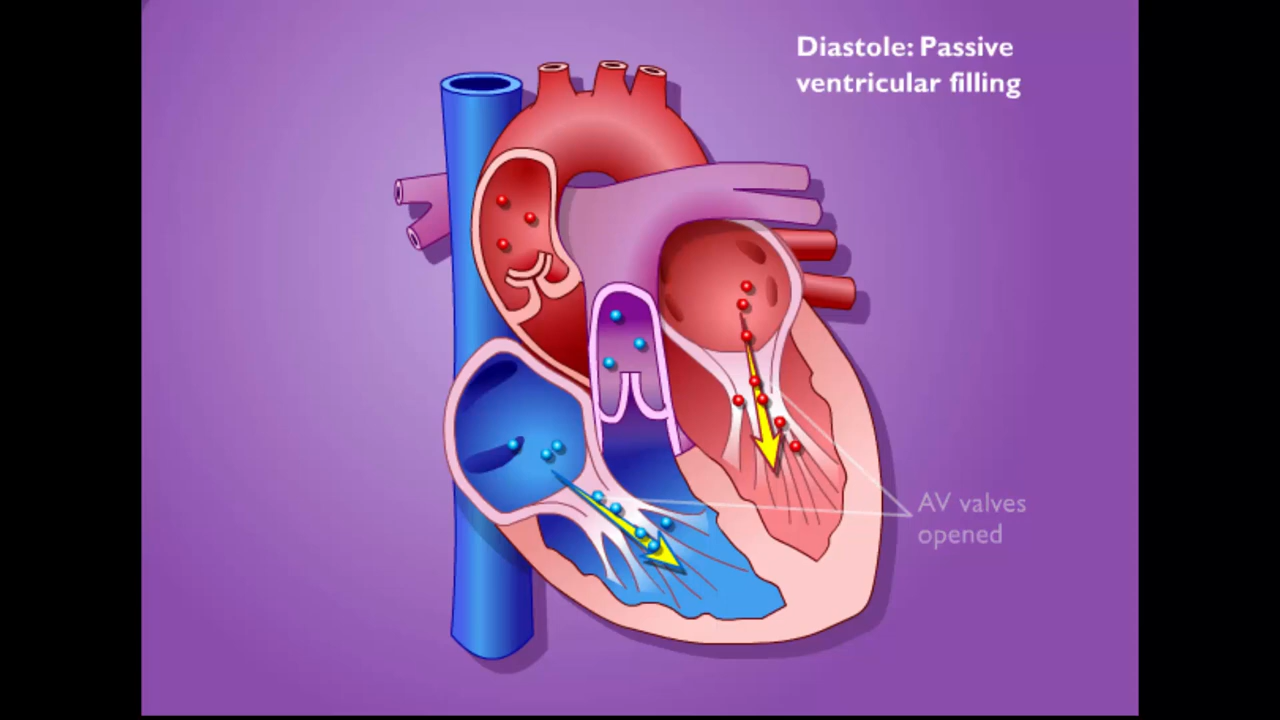 Diastole: Passive
ventricular filling
AV valves
opened